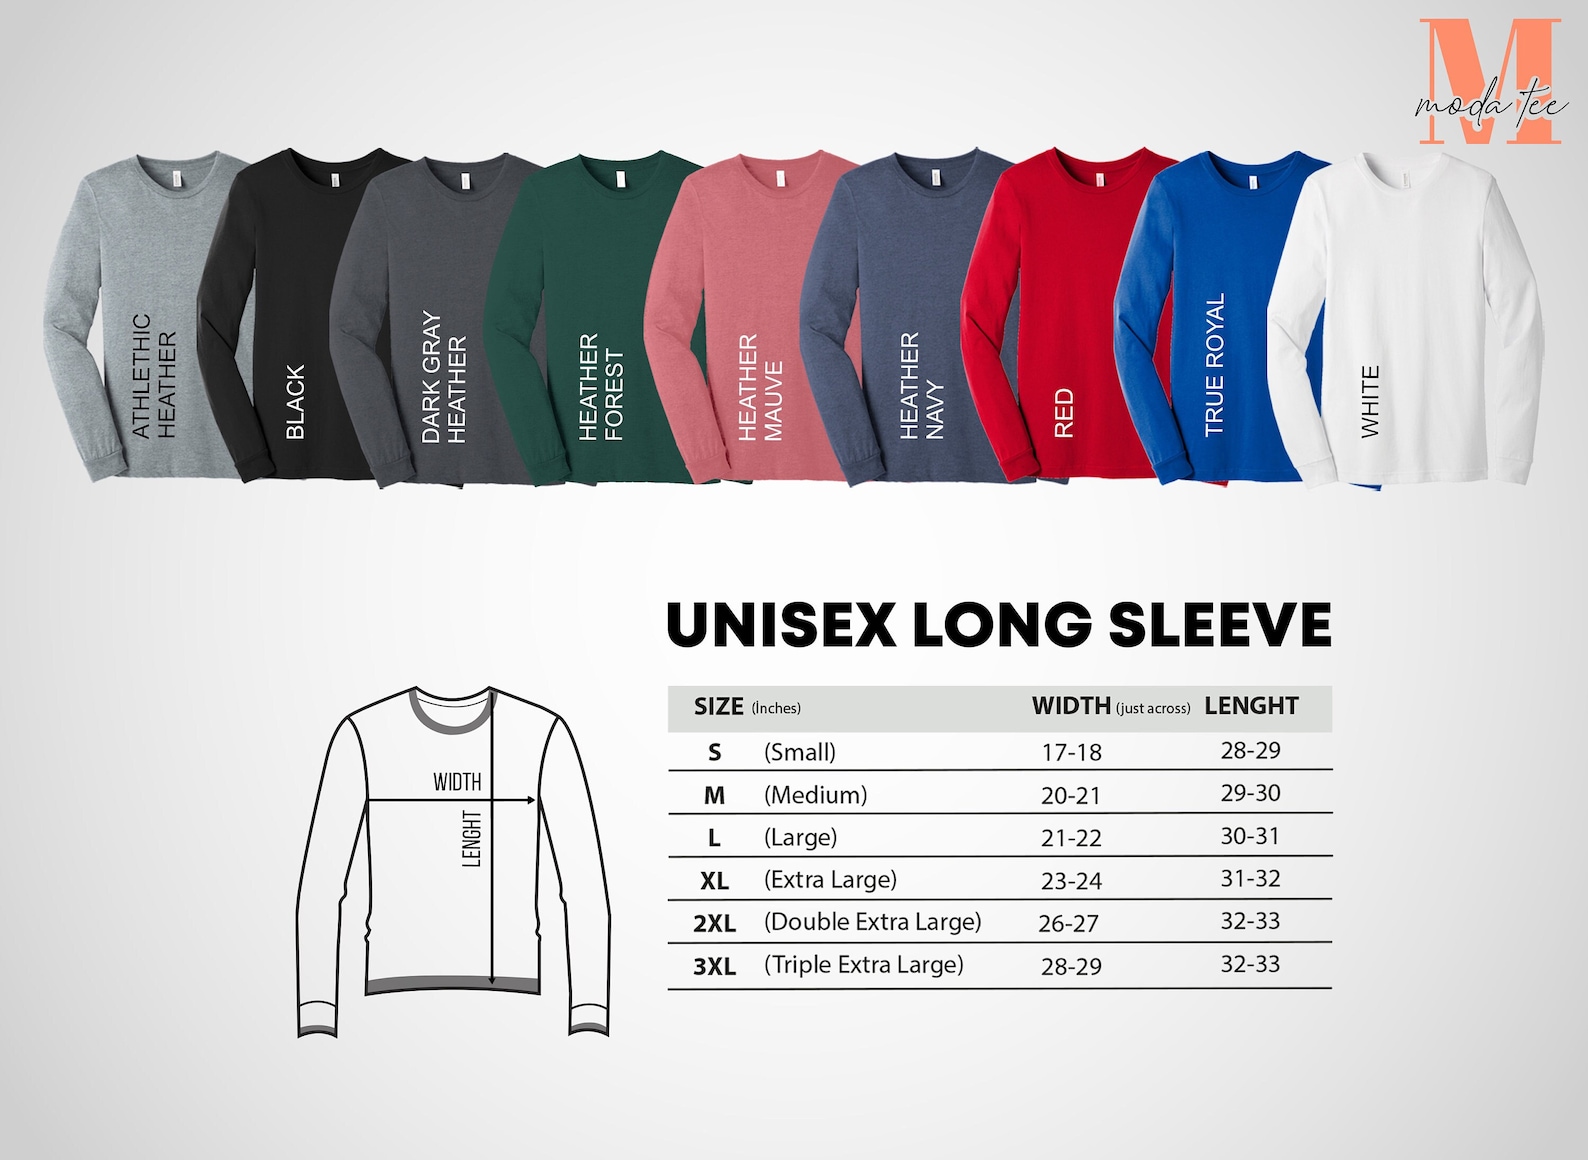 M
moda tee
ATHLETHIC
HEATHER
BLACK
DARK GRAY
HEATHER
HEATHER
FOREST
HEATHER
MAUVE
HEATHER
NAVY
RED
TRUE ROYAL
WHITE
UNISEX LONG SLEEVE
SIZE (İnches) WIDTH (just across) LENGHT
S (Small) 17-18 28-29
M (Medium) 20-21 29-30
L (Large) 21-22 30-31
XL (Extra Large) 23-24 31-32
2XL (Double Extra Large) 26-27 32-33
3XL (Triple Extra Large) 28-29 32-33
WIDTH
LENGHT